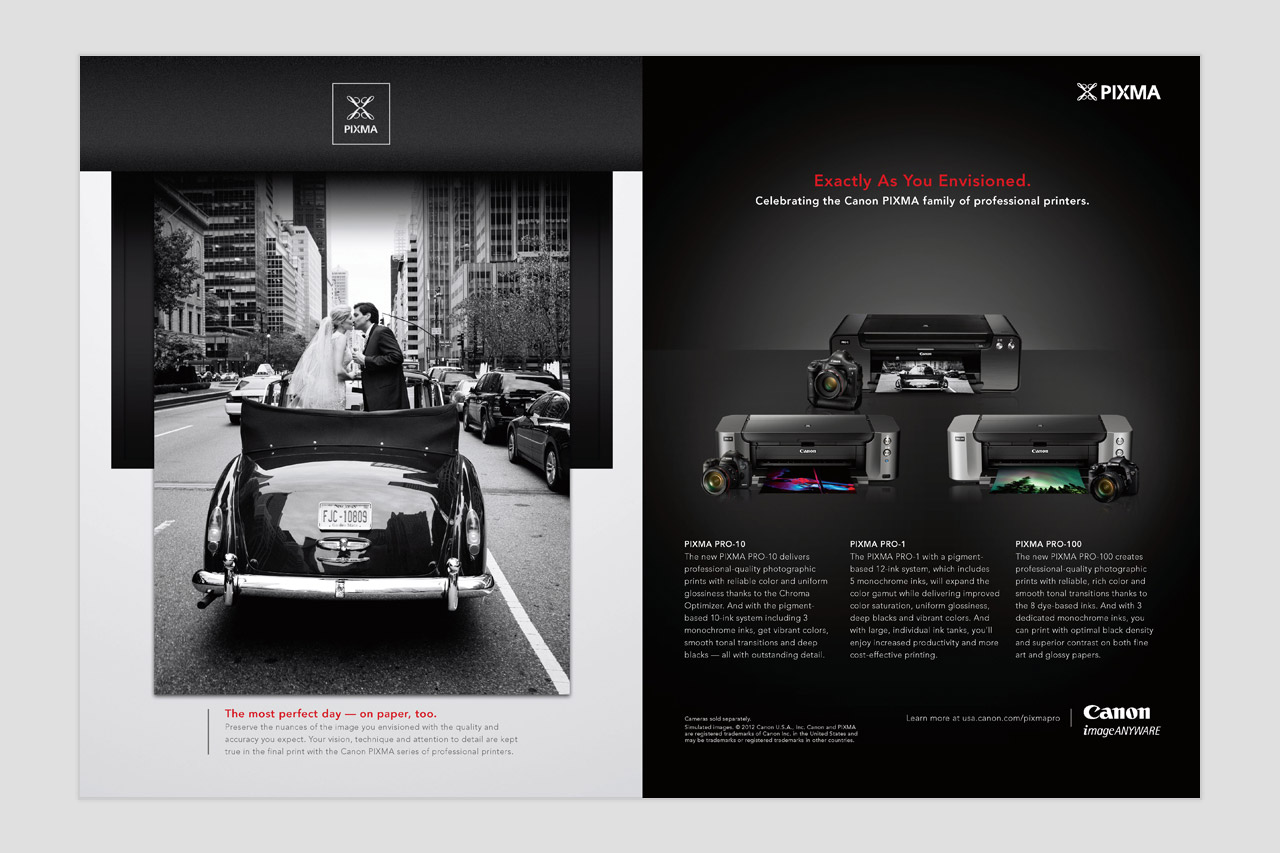 PIXMA
FJC-10809
The most perfect day — on paper, too.
Preserve the nuances of the image you envisioned with the quality and
accuracy you expect. Your vision, technique and attention to detail are kept
true in the final print with the Canon PIXMA series of professional printers.
PIXMA
Exactly As You Envisioned.
Celebrating the Canon PIXMA family of professional printers.
Canon
Canon
Canon
PIXMA PRO-10
The new PIXMA PRO-10 delivers
professional-quality photographic
prints with reliable color and uniform
glossiness thanks to the Chroma
Optimizer. And with the pigment-
based 10-ink system including 3
monochrome inks, get vibrant colors,
smooth tonal transitions and deep
blacks — all with outstanding detail.
PIXMA PRO-1
The PIXMA PRO-1 with a pigment-
based 12-ink system, which includes
5 monochrome inks, will expand the
color gamut while delivering improved
color saturation, uniform glossiness,
deep blacks and vibrant colors. And
with large, individual ink tanks, you'll
enjoy increased productivity and more
cost-effective printing.
PIXMA PRO-100
The new PIXMA PRO-100 creates
professional-quality photographic
prints with reliable, rich color and
smooth tonal transitions thanks to
the 8 dye-based inks. And with 3
dedicated monochrome inks, you
can print with optimal black density
and superior contrast on both fine
art and glossy papers.
Cameras sold separately.
Simulated images. © 2012 Canon U.S.A., Inc. Canon and PIXMA
are registered trademarks of Canon Inc. in the United States and
may be trademarks or registered trademarks in other countries.
Learn more at usa.canon.com/pixmapro
Canon
imageANYWARE